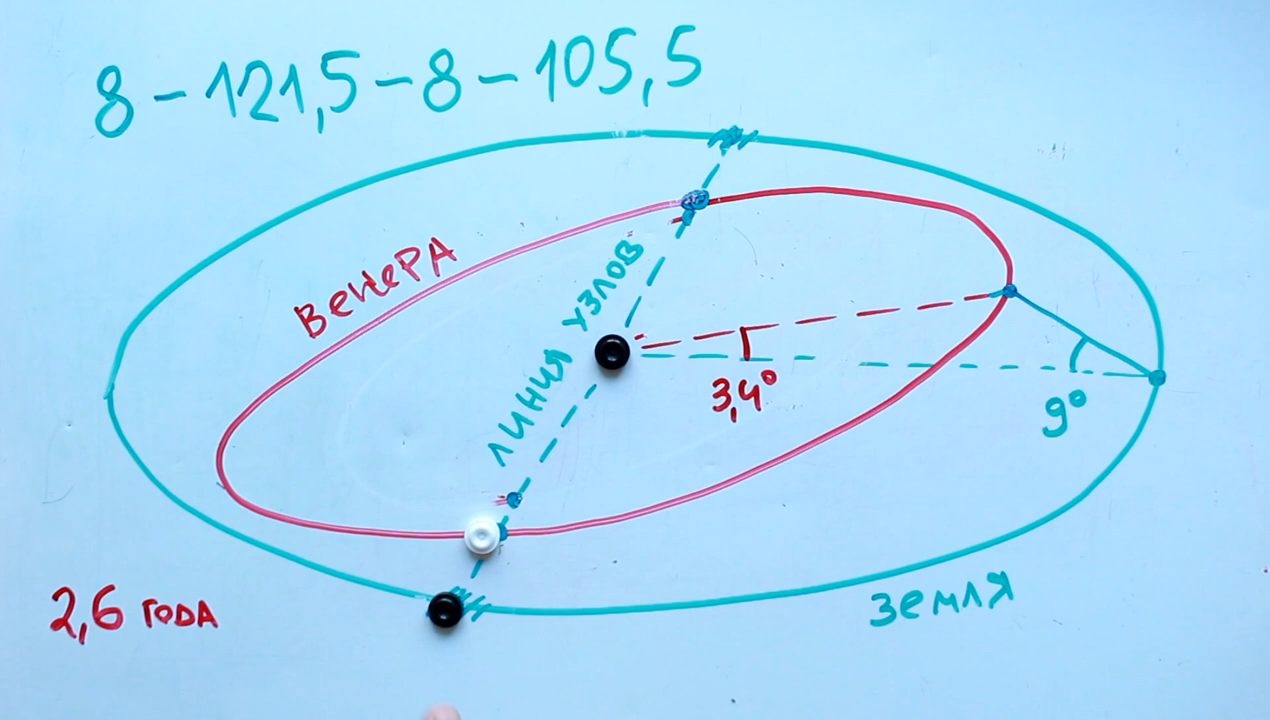 8-121,5-8-105,5
ВЕНЕРА
ЛИНИЯ УЗЛОВ
3,4°
9°
2,6 ГОДА
ЗЕМЛЯ